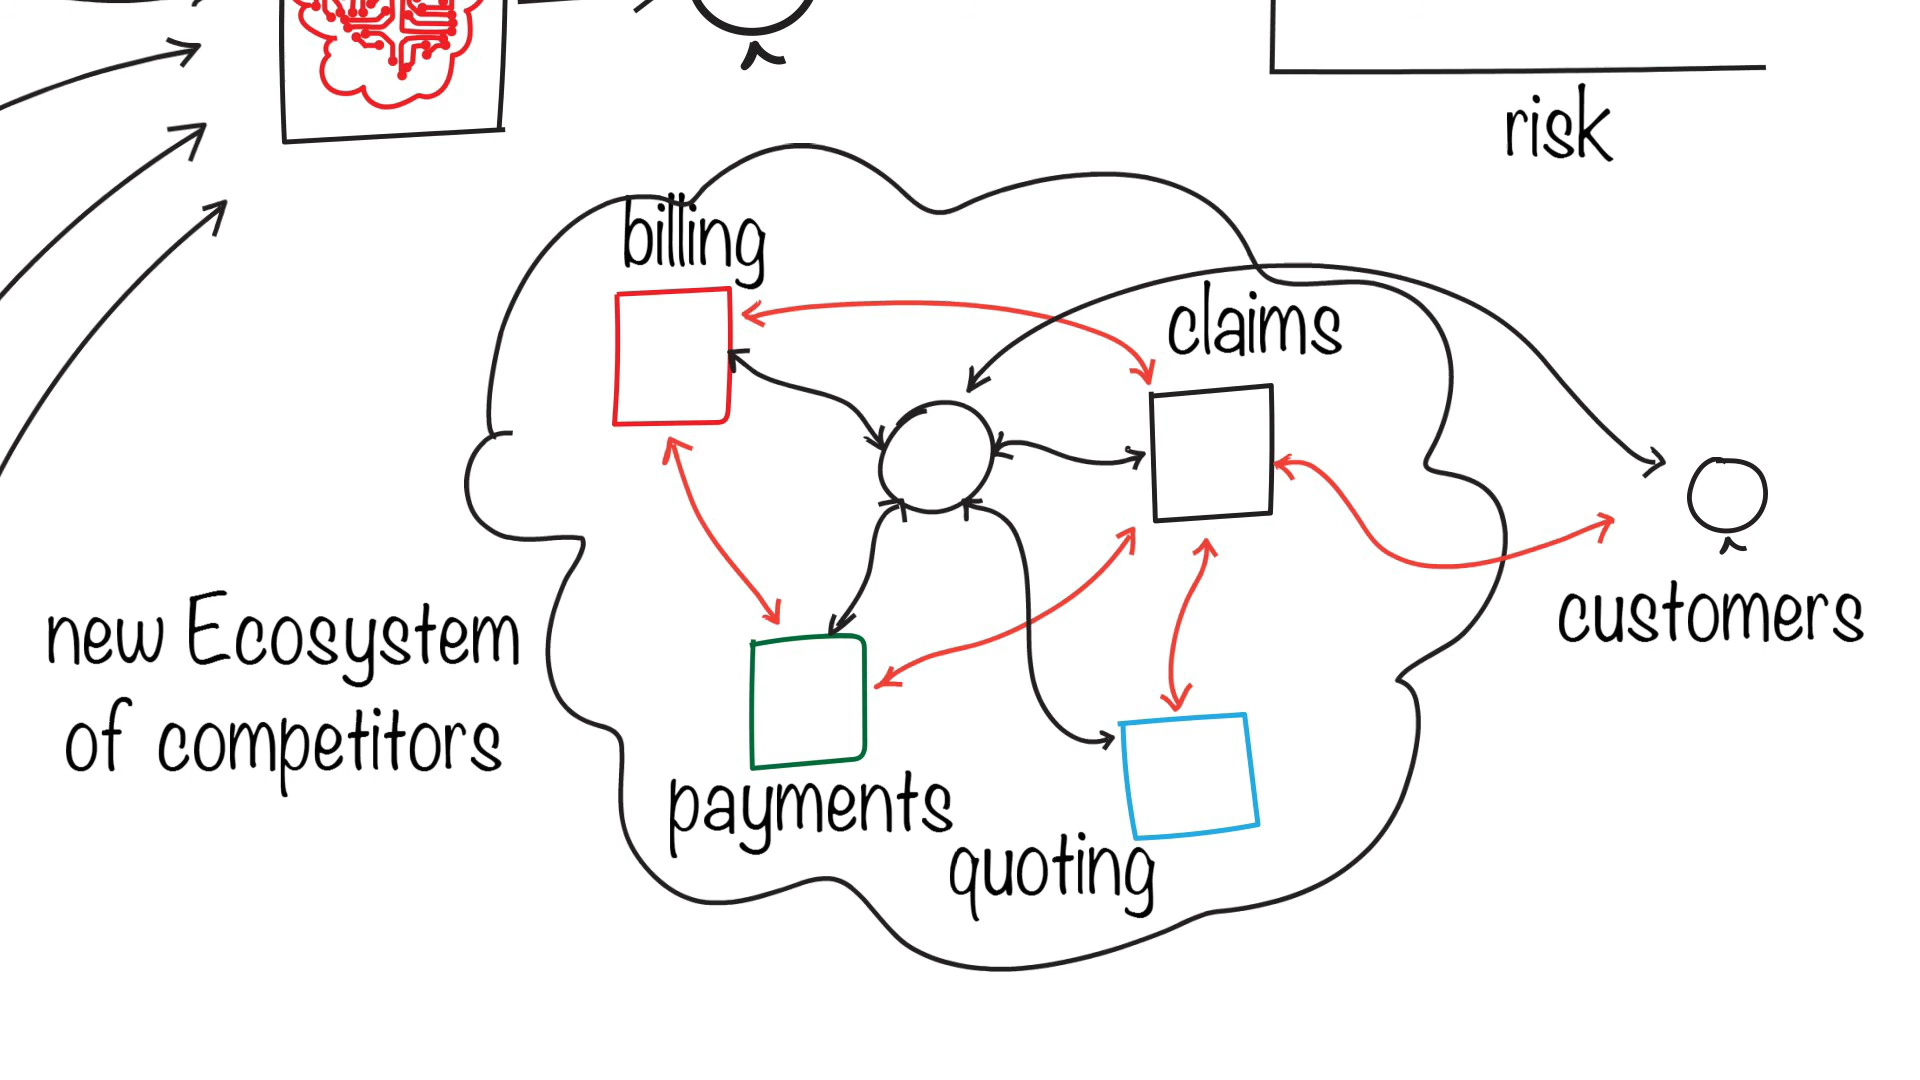 risk
billing
claims
new Ecosystem
of competitors
customers
payments
quoting